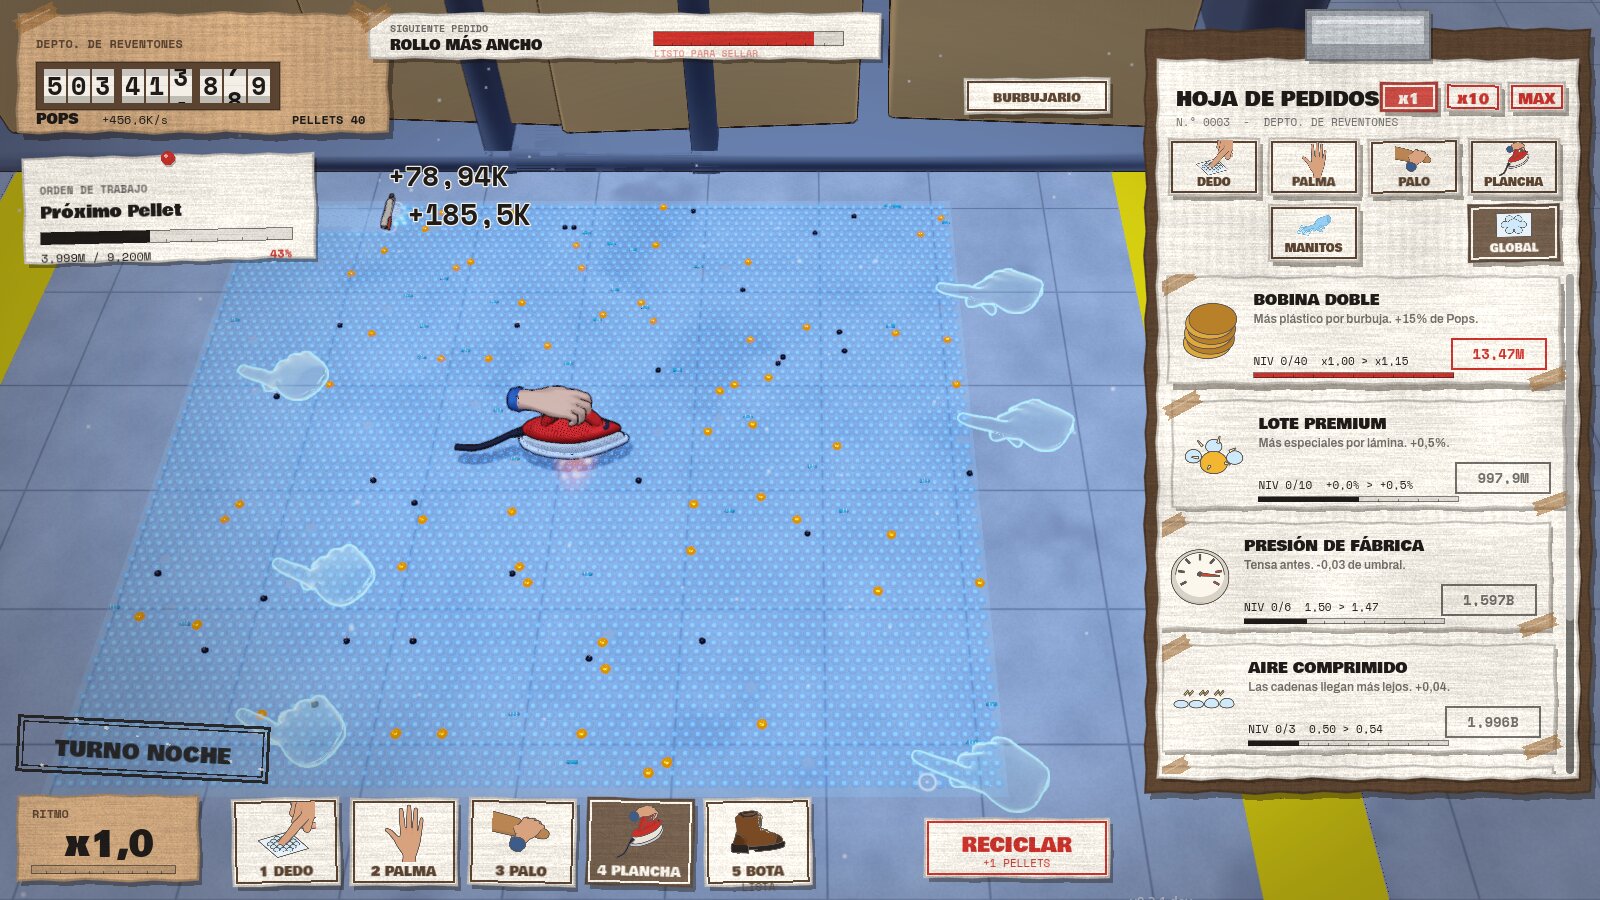 DEPTO. DE REVENTONES
503 413 8 9
POPS +456,6K/s PELLETS 40
SIGUIENTE PEDIDO
ROLLO MÁS ANCHO
LISTO PARA SELLAR
BURBUJARIO
ORDEN DE TRABAJO
Próximo Pellet
3,999M / 9,200M 43%
+78,94K
+185,5K
TURNO NOCHE
RITMO
x1,0
1 DEDO
2 PALMA
3 PALO
4 PLANCHA
5 BOTA
LISTA
RECICLAR
+1 PELLETS
HOJA DE PEDIDOS x1 x10 MAX
N.º 0003 - DEPTO. DE REVENTONES
DEDO
PALMA
PALO
PLANCHA
MANITOS
GLOBAL
BOBINA DOBLE
Más plástico por burbuja. +15% de Pops.
NIV 0/40 x1,00 > x1,15 13,47M
LOTE PREMIUM
Más especiales por lámina. +0,5%.
NIV 0/10 +0,0% > +0,5% 997,9M
PRESIÓN DE FÁBRICA
Tensa antes. -0,03 de umbral.
NIV 0/6 1,50 > 1,47 1,597B
AIRE COMPRIMIDO
Las cadenas llegan más lejos. +0,04.
NIV 0/3 0,50 > 0,54 1,996B